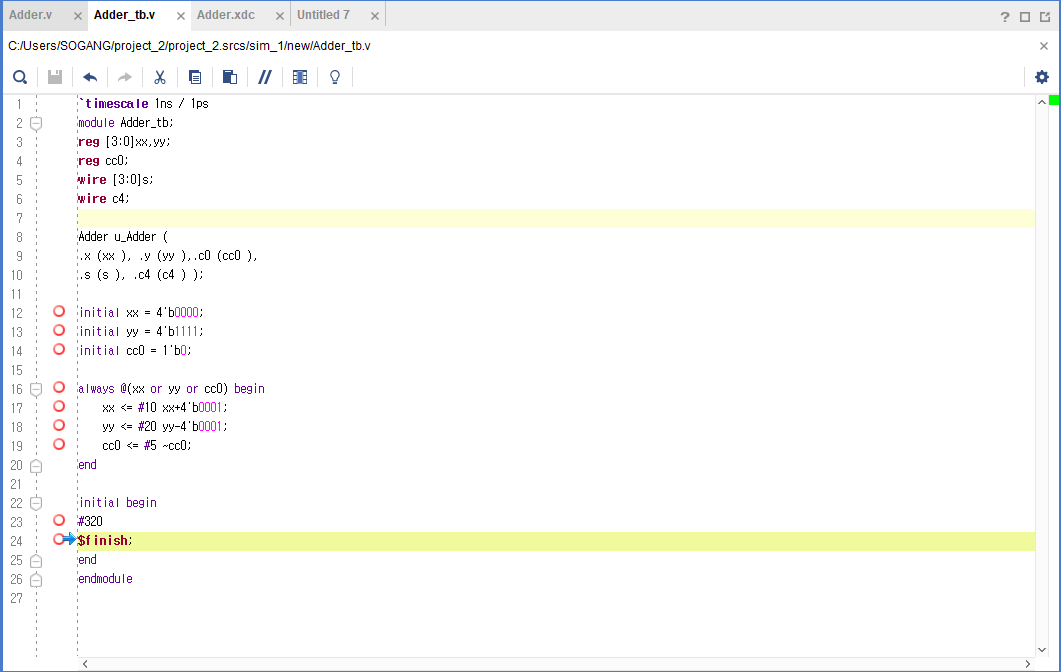 Adder.v Adder_tb.v Adder.xdc Untitled 7
C:/Users/SOGANG/project_2/project_2.srcs/sim_1/new/Adder_tb.v
1 `timescale 1ns / 1ps
2 module Adder_tb;
3 reg [3:0]xx,yy;
4 reg cc0;
5 wire [3:0]s;
6 wire c4;
7
8 Adder u_Adder (
9 .x (xx ), .y (yy ),.c0 (cc0 ),
10 .s (s ), .c4 (c4 ) );
11
12 initial xx = 4'b0000;
13 initial yy = 4'b1111;
14 initial cc0 = 1'b0;
15
16 always @(xx or yy or cc0) begin
17 xx <= #10 xx+4'b0001;
18 yy <= #20 yy-4'b0001;
19 cc0 <= #5 ~cc0;
20 end
21
22 initial begin
23 #320
24 $finish;
25 end
26 endmodule
27